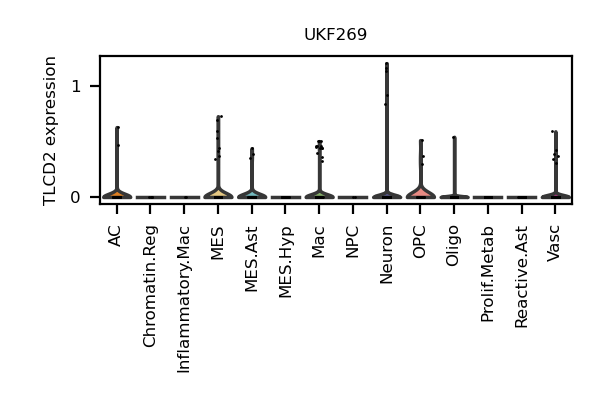 UKF269
TLCD2 expression
1
0
AC
Chromatin.Reg
Inflammatory.Mac
MES
MES.Ast
MES.Hyp
Mac
NPC
Neuron
OPC
Oligo
Prolif.Metab
Reactive.Ast
Vasc